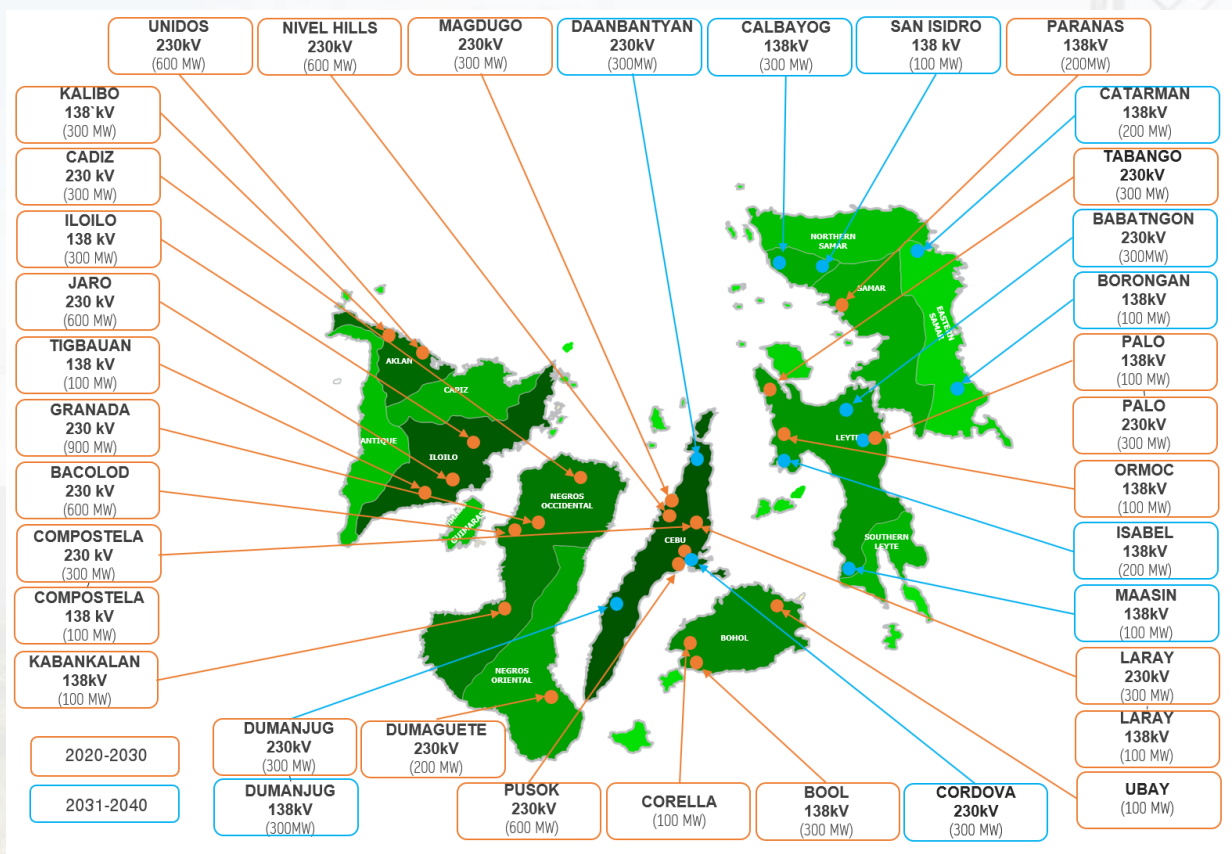 UNIDOS
230kV
(600 MW)
NIVEL HILLS
230kV
(600 MW)
MAGDUGO
230kV
(300 MW)
DAANBANTYAN
230kV
(300MW)
CALBAYOG
138kV
(300 MW)
SAN ISIDRO
138 kV
(100 MW)
PARANAS
138kV
(200MW)
KALIBO
138`kV
(300 MW)
CADIZ
230 kV
(300 MW)
ILOILO
138 kV
(300 MW)
JARO
230 kV
(600 MW)
TIGBAUAN
138 kV
(100 MW)
GRANADA
230 kV
(900 MW)
BACOLOD
230 kV
(600 MW)
COMPOSTELA
230 kV
(300 MW)
COMPOSTELA
138 kV
(100 MW)
KABANKALAN
138kV
(100 MW)
CATARMAN
138kV
(200 MW)
TABANGO
230kV
(300 MW)
BABATNGON
230kV
(300MW)
BORONGAN
138kV
(100 MW)
PALO
138kV
(100 MW)
PALO
230kV
(300 MW)
ORMOC
138kV
(100 MW)
ISABEL
138kV
(200 MW)
MAASIN
138kV
(100 MW)
LARAY
230kV
(300 MW)
LARAY
138kV
(100 MW)
UBAY
(100 MW)
NORTHERN
SAMAR
SAMAR
EASTERN
SAMAR
LEYTE
SOUTHERN
LEYTE
AKLAN
CAPIZ
ANTIQUE
ILOILO
GUIMARAS
NEGROS
OCCIDENTAL
NEGROS
ORIENTAL
CEBU
BOHOL
DUMANJUG
230kV
(300 MW)
DUMANJUG
138kV
(300MW)
DUMAGUETE
230kV
(200 MW)
PUSOK
230kV
(600 MW)
CORELLA
(100 MW)
BOOL
138kV
(300 MW)
CORDOVA
230kV
(300 MW)
2020-2030
2031-2040